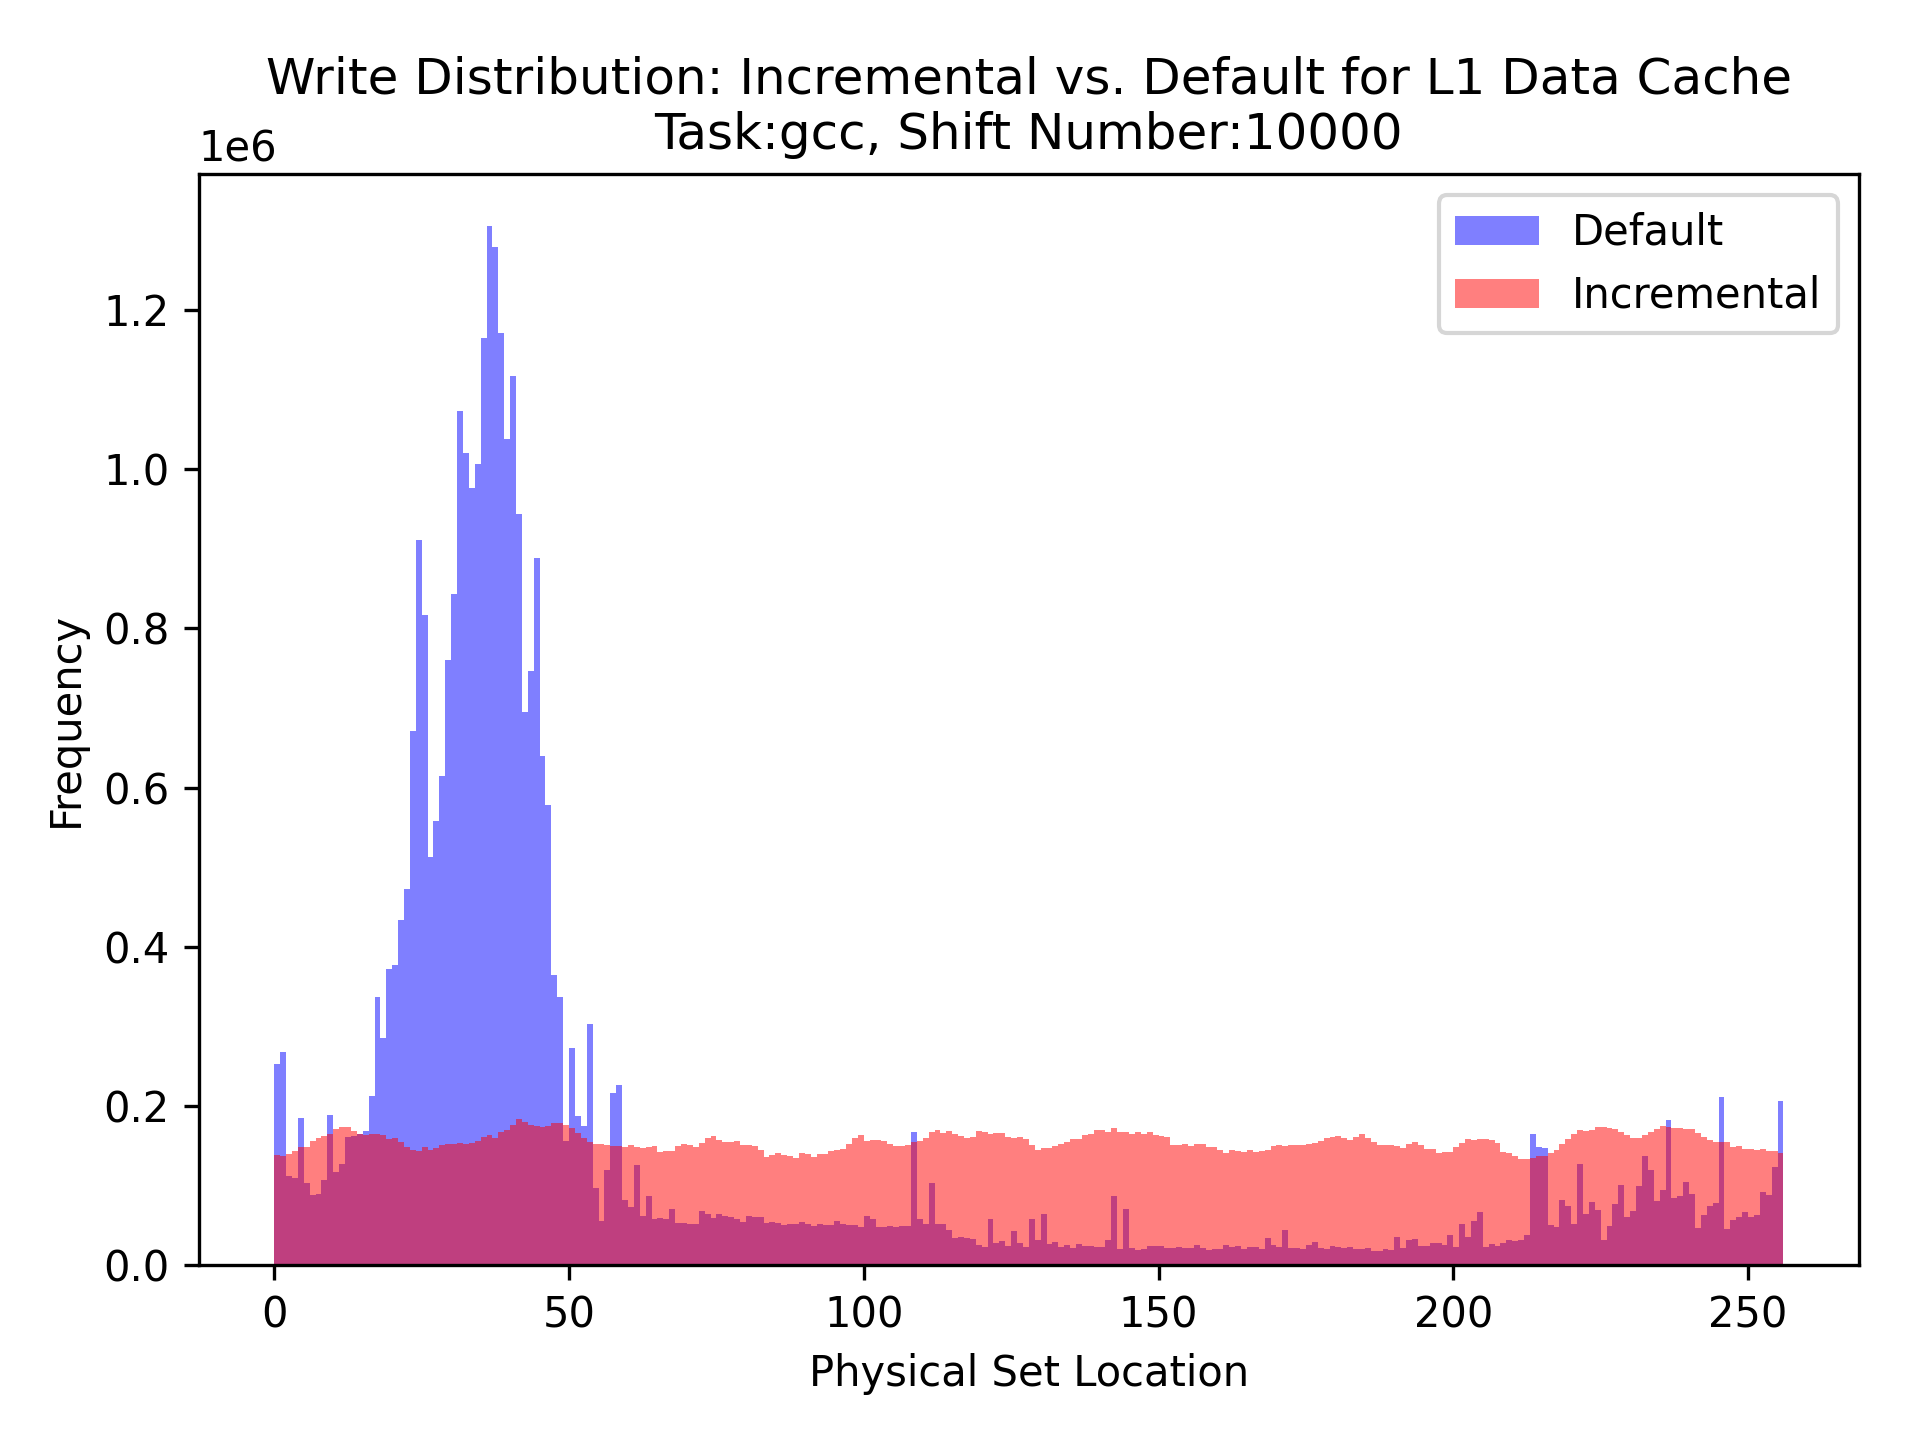 Write Distribution: Incremental vs. Default for L1 Data Cache
Task:gcc, Shift Number:10000
1e6
Default
Incremental
1.2
1.0
0.8
0.6
0.4
0.2
0.0
Frequency
0 50 100 150 200 250
Physical Set Location